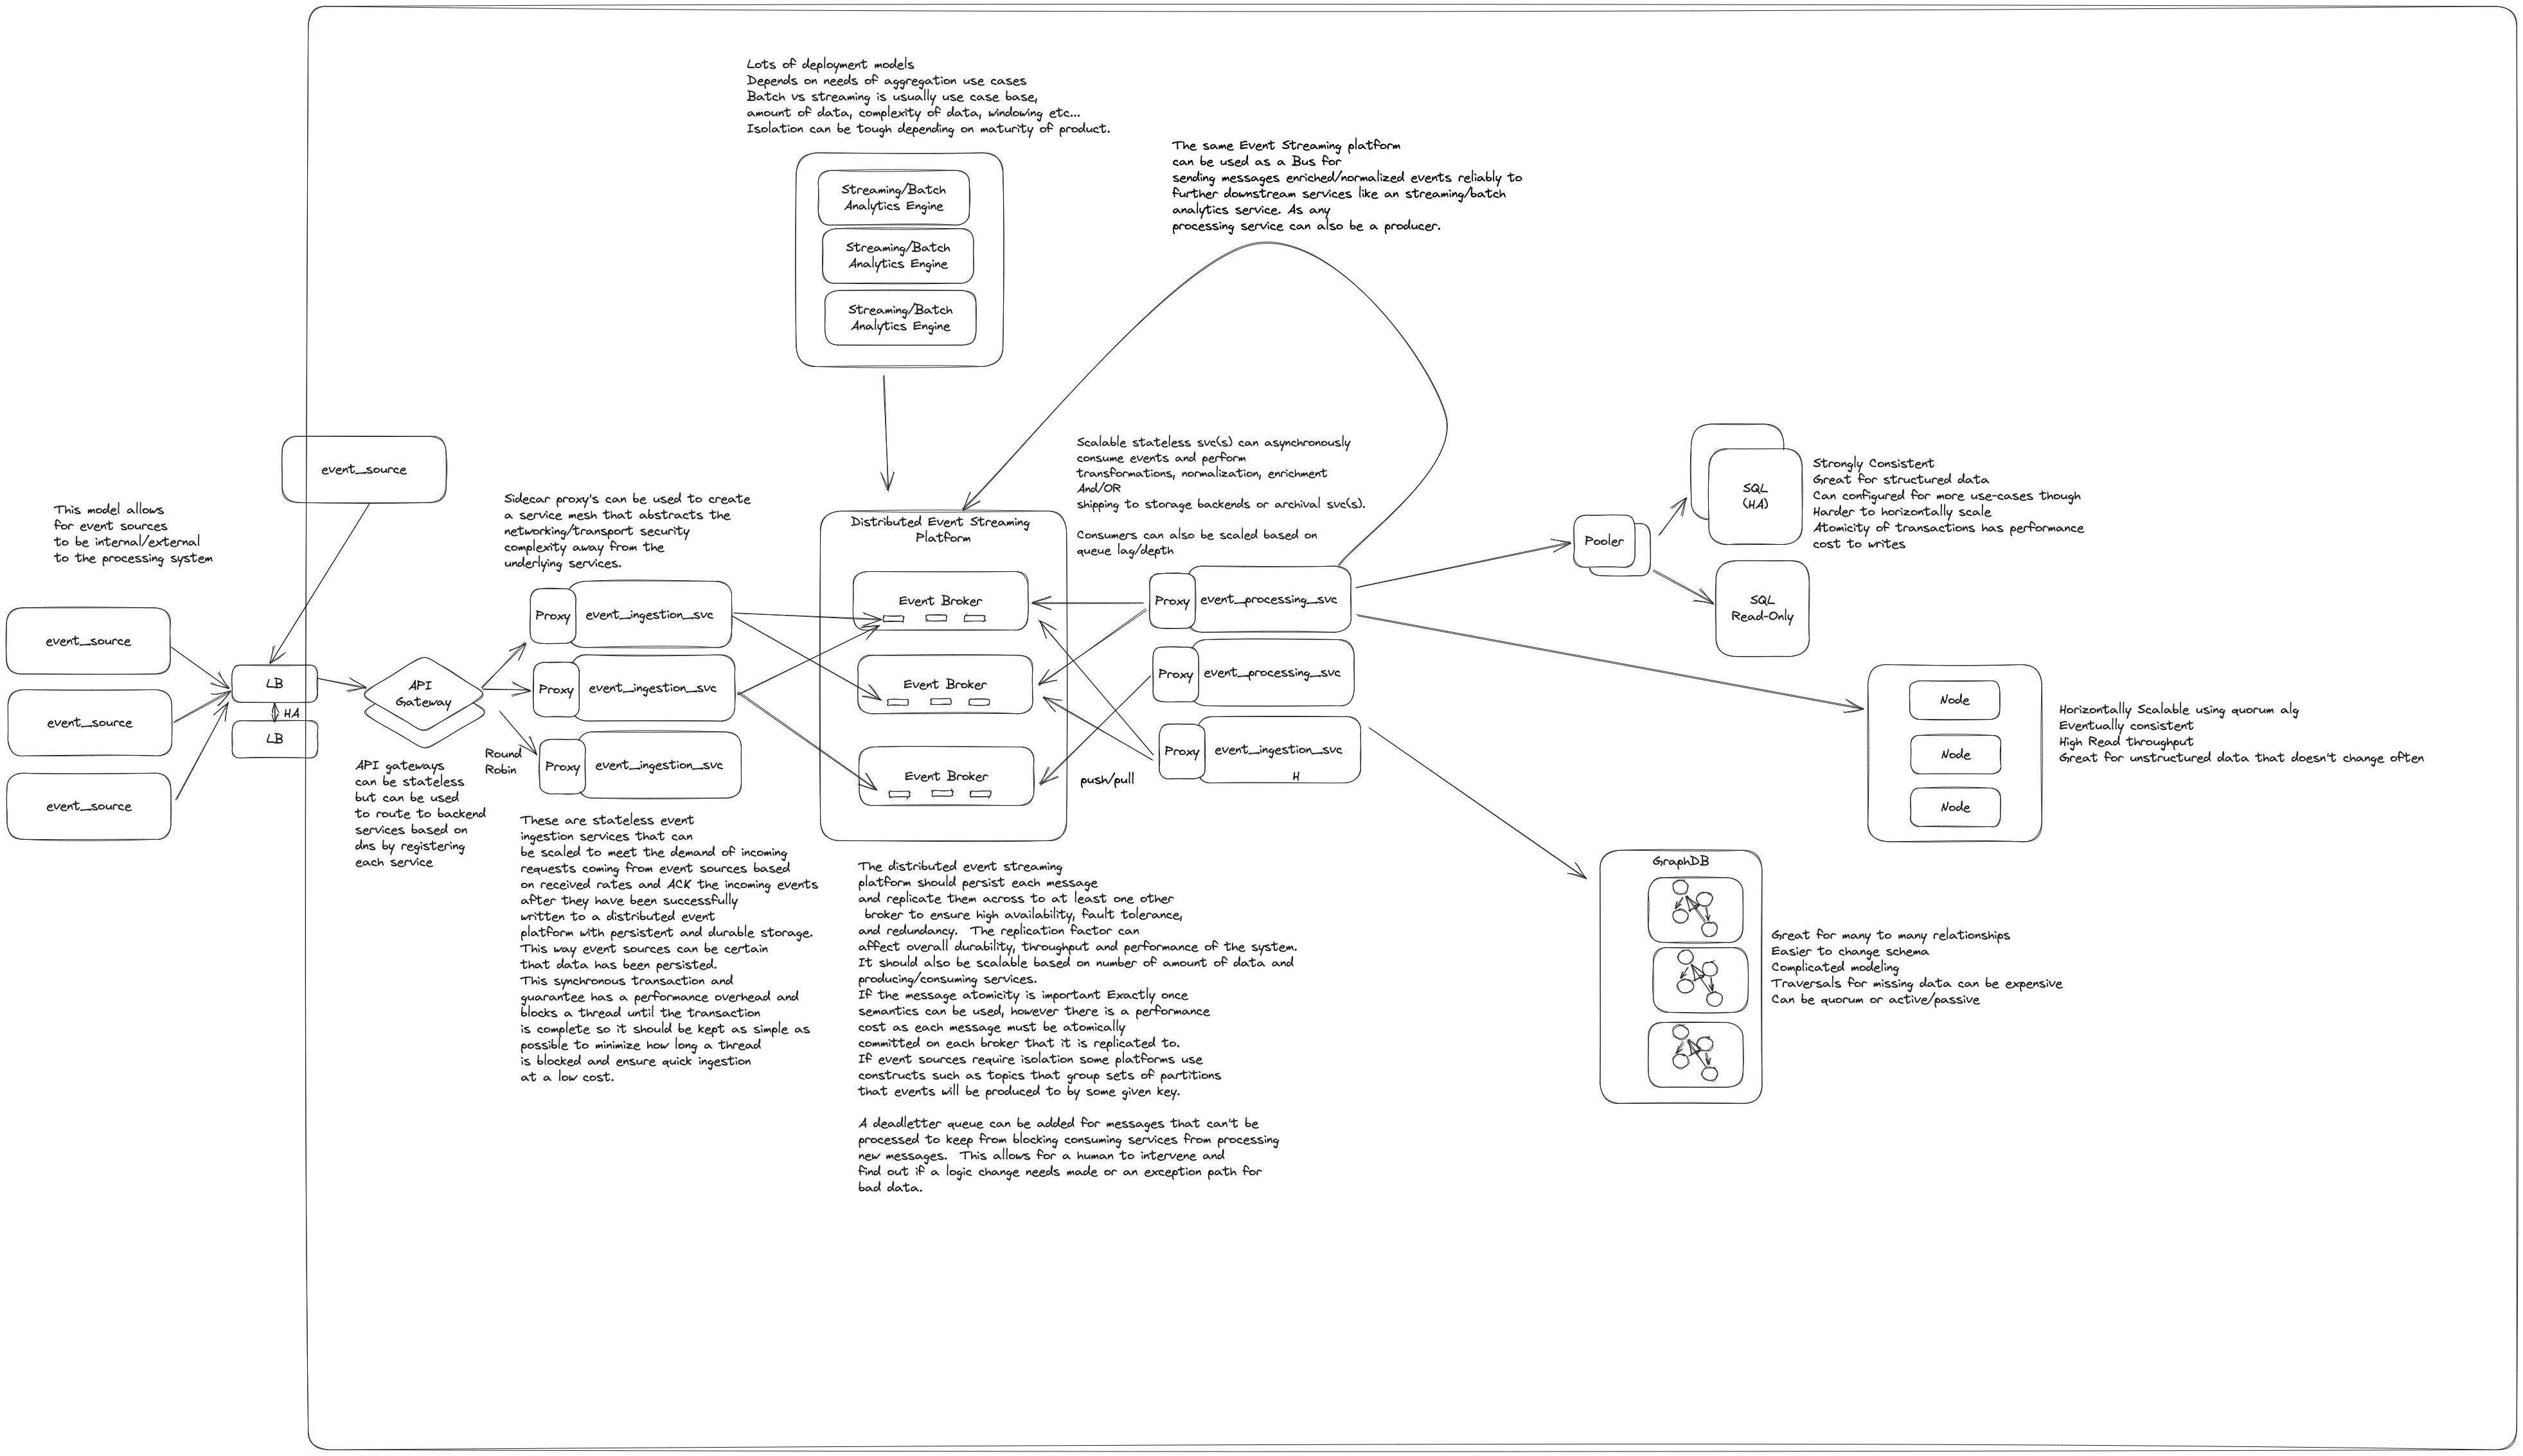 Lots of deployment models
Depends on needs of aggregation use cases
Batch vs streaming is usually use case base,
amount of data, complexity of data, windowing etc...
Isolation can be tough depending on maturity of product.
Streaming/Batch
Analytics Engine
Streaming/Batch
Analytics Engine
Streaming/Batch
Analytics Engine
The same Event Streaming platform
can be used as a Bus for
sending messages enriched/normalized events reliably to
further downstream services like an streaming/batch
analytics service. As any
processing service can also be a producer.
event_source
This model allows
for event sources
to be internal/external
to the processing system
event_source
event_source
event_source
LB
HA
LB
API
Gateway
API gateways
can be stateless
but can be used
to route to backend
services based on
dns by registering
each service
Round
Robin
Sidecar proxy's can be used to create
a service mesh that abstracts the
networking/transport security
complexity away from the
underlying services.
Proxy
event_ingestion_svc
Proxy
event_ingestion_svc
Proxy
event_ingestion_svc
These are stateless event
ingestion services that can
be scaled to meet the demand of incoming
requests coming from event sources based
on received rates and ACK the incoming events
after they have been successfully
written to a distributed event
platform with persistent and durable storage.
This way event sources can be certain
that data has been persisted.
This synchronous transaction and
guarantee has a performance overhead and
blocks a thread until the transaction
is complete so it should be kept as simple as
possible to minimize how long a thread
is blocked and ensure quick ingestion
at a low cost.
Distributed Event Streaming
Platform
Event Broker
Event Broker
Event Broker
The distributed event streaming
platform should persist each message
and replicate them across to at least one other
broker to ensure high availability, fault tolerance,
and redundancy. The replication factor can
affect overall durability, throughput and performance of the system.
It should also be scalable based on number of amount of data and
producing/consuming services.
If the message atomicity is important Exactly once
semantics can be used, however there is a performance
cost as each message must be atomically
committed on each broker that it is replicated to.
If event sources require isolation some platforms use
constructs such as topics that group sets of partitions
that events will be produced to by some given key.
A deadletter queue can be added for messages that can't be
processed to keep from blocking consuming services from processing
new messages. This allows for a human to intervene and
find out if a logic change needs made or an exception path for
bad data.
Scalable stateless svc(s) can asynchronously
consume events and perform
transformations, normalization, enrichment
And/OR
shipping to storage backends or archival svc(s).
Consumers can also be scaled based on
queue lag/depth
Proxy
event_processing_svc
Proxy
event_processing_svc
Proxy
event_ingestion_svc
H
push/pull
Pooler
SQL
(HA)
Strongly Consistent
Great for structured data
Can configured for more use-cases though
Harder to horizontally scale
Atomicity of transactions has performance
cost to writes
SQL
Read-Only
Node
Node
Node
Horizontally Scalable using quorum alg
Eventually consistent
High Read throughput
Great for unstructured data that doesn't change often
GraphDB
Great for many to many relationships
Easier to change schema
Complicated modeling
Traversals for missing data can be expensive
Can be quorum or active/passive